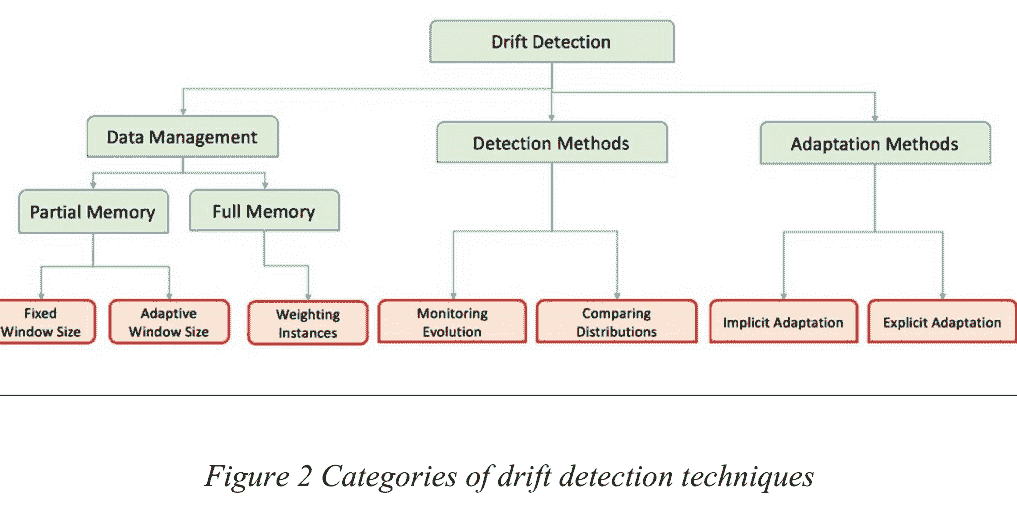 Drift Detection
Data Management
Detection Methods
Adaptation Methods
Partial Memory
Full Memory
Fixed
Window Size
Adaptive
Window Size
Weighting
Instances
Monitoring
Evolution
Comparing
Distributions
Implicit Adaptation
Explicit Adaptation
Figure 2 Categories of drift detection techniques